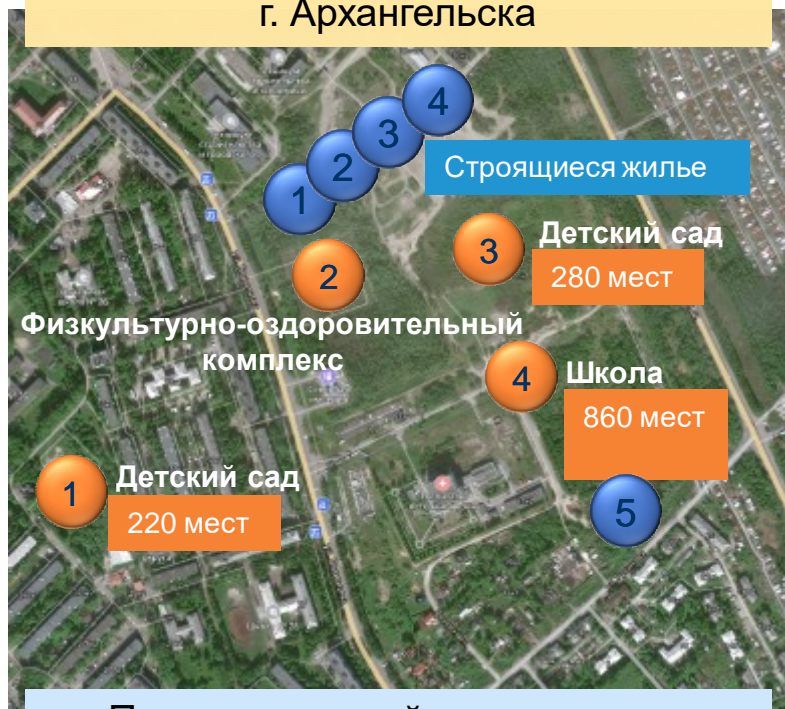 г. Архангельска
4
3
2
1
Строящиеся жилье
3
Детский сад
280 мест
2
Физкультурно-оздоровительный
комплекс
4
Школа
860 мест
1
Детский сад
220 мест
5